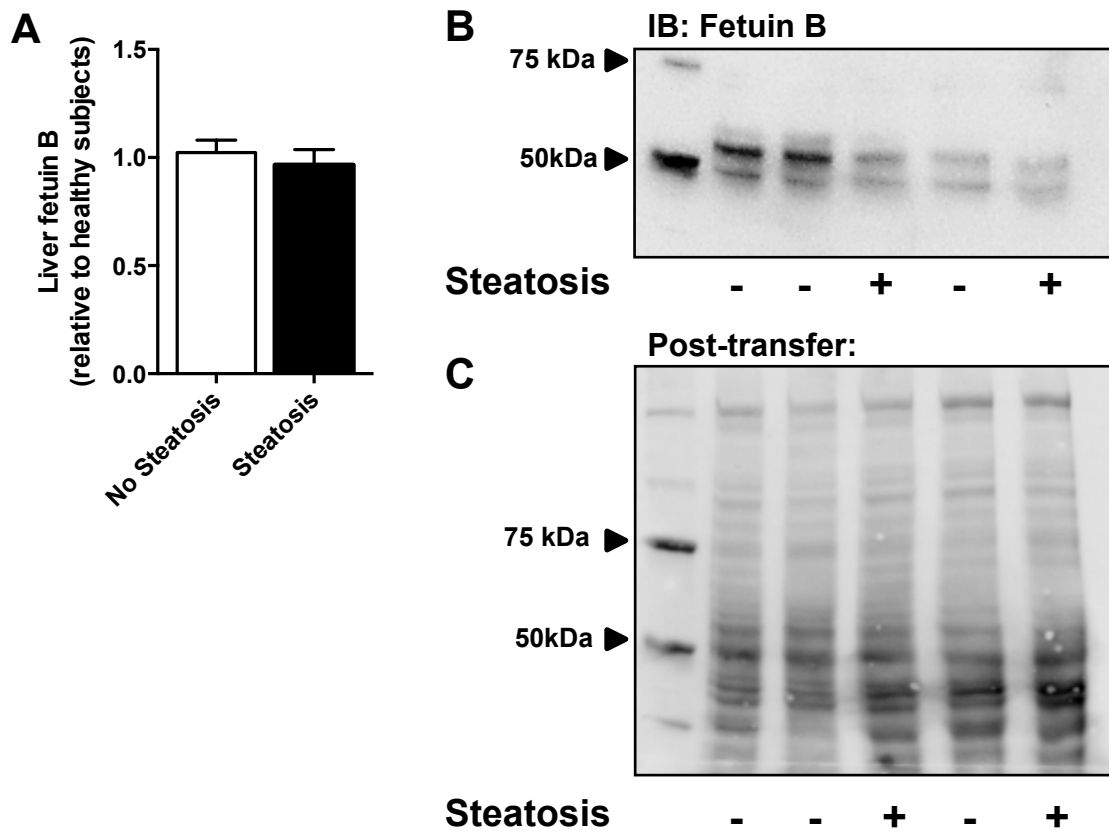 A
Liver fetuin B
(relative to healthy subjects)
1.5
1.0
0.5
0.0
No Steatosis
Steatosis
B
IB: Fetuin B
75 kDa
50kDa
Steatosis - - + - +
C
Post-transfer:
75 kDa
50kDa
Steatosis - - + - +